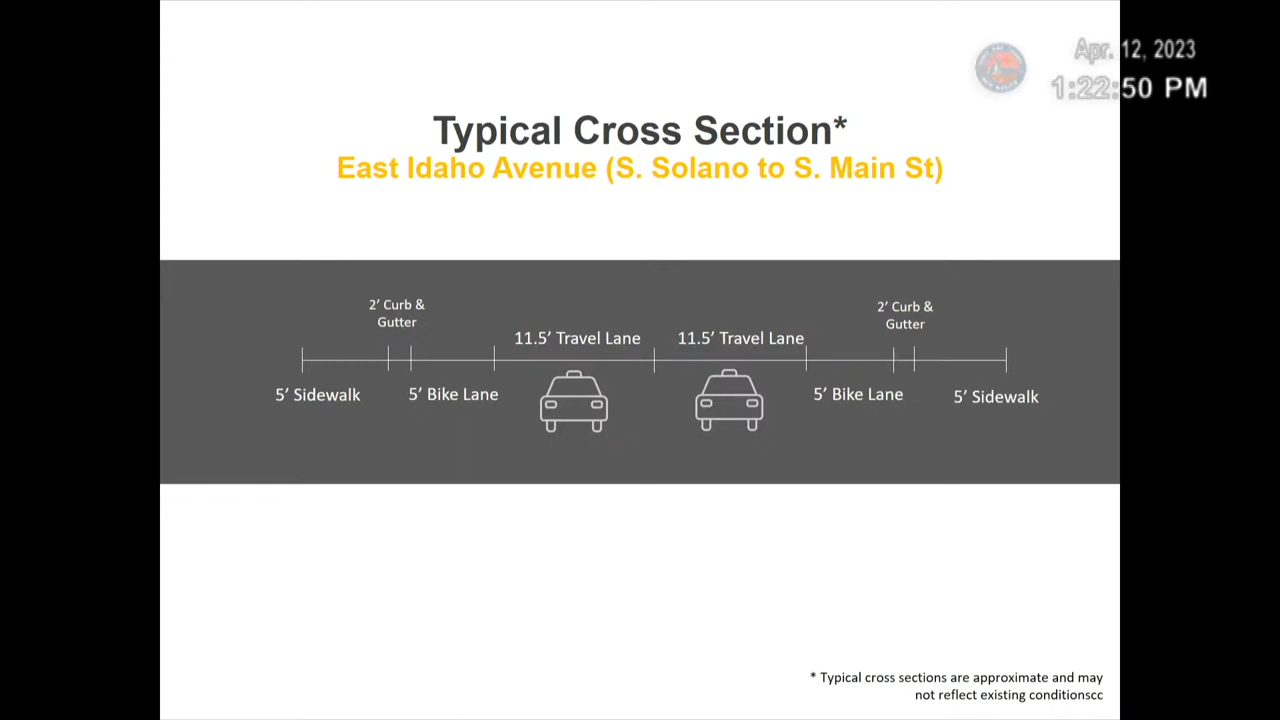 Apr. 12, 2023
1:22:50 PM
Typical Cross Section*
East Idaho Avenue (S. Solano to S. Main St)
2’ Curb &
Gutter
2’ Curb &
Gutter
11.5’ Travel Lane
11.5’ Travel Lane
5’ Sidewalk
5’ Bike Lane
5’ Bike Lane
5’ Sidewalk
* Typical cross sections are approximate and may
not reflect existing conditionscc